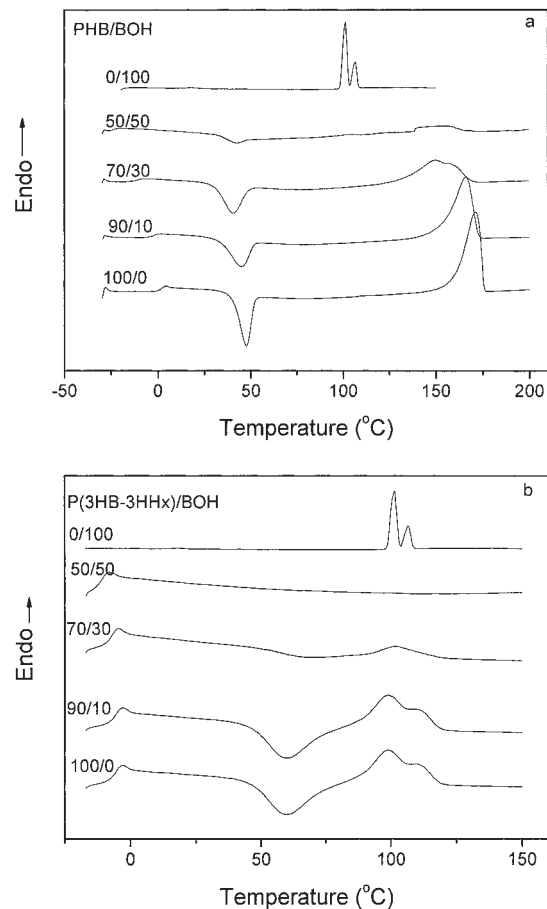 a
PHB/BOH
0/100
50/50
70/30
90/10
100/0
Endo
-50 0 50 100 150 200
Temperature (°C)
b
P(3HB-3HHx)/BOH
0/100
50/50
70/30
90/10
100/0
Endo
0 50 100 150
Temperature (°C)